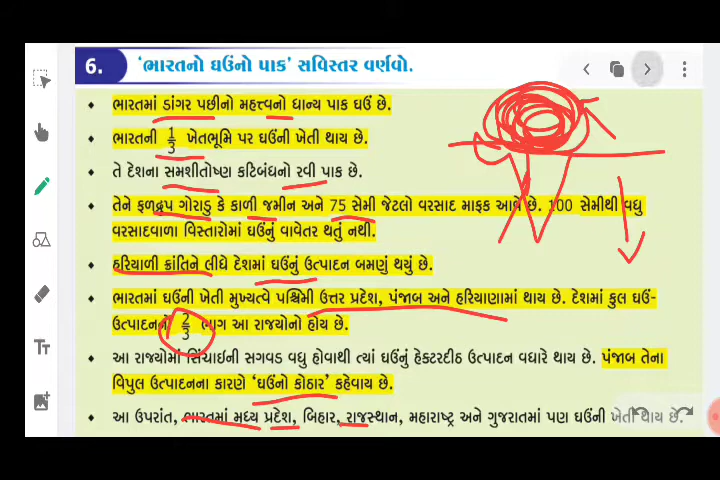 6. 'ભારતનો ઘઉંનો પાક' સવિસ્તર વર્ણવો.
• ભારતમાં ડાંગર પછીનો મહત્ત્વનો ધાન્ય પાક ઘઉં છે.
• ભારતની 1/3 ખેતભૂમિ પર ઘઉંની ખેતી થાય છે.
• તે દેશના સમશીતોષ્ણ કટિબંધનો રવી પાક છે.
• તેને ફળદ્રુપ ગોરાડુ કે કાળી જમીન અને 75 સેમી જેટલો વરસાદ માફક આવે છે. 100 સેમીથી વધુ
વરસાદવાળા વિસ્તારોમાં ઘઉંનું વાવેતર થતું નથી.
• હરિયાળી ક્રાંતિને લીધે દેશમાં ઘઉંનું ઉત્પાદન બમણું થયું છે.
• ભારતમાં ઘઉંની ખેતી મુખ્યત્વે પશ્ચિમી ઉત્તર પ્રદેશ, પંજાબ અને હરિયાણામાં થાય છે. દેશમાં કુલ ઘઉં-
ઉત્પાદનનો 2/3 ભાગ આ રાજ્યોનો હોય છે.
• આ રાજ્યોમાં સિંચાઈની સગવડ વધુ હોવાથી ત્યાં ઘઉંનું હેક્ટરદીઠ ઉત્પાદન વધારે થાય છે. પંજાબ તેના
વિપુલ ઉત્પાદનના કારણે 'ઘઉંનો કોઠાર' કહેવાય છે.
• આ ઉપરાંત, ભારતમાં મધ્ય પ્રદેશ, બિહાર, રાજસ્થાન, મહારાષ્ટ્ર અને ગુજરાતમાં પણ ઘઉંની ખેતી થાય છે.